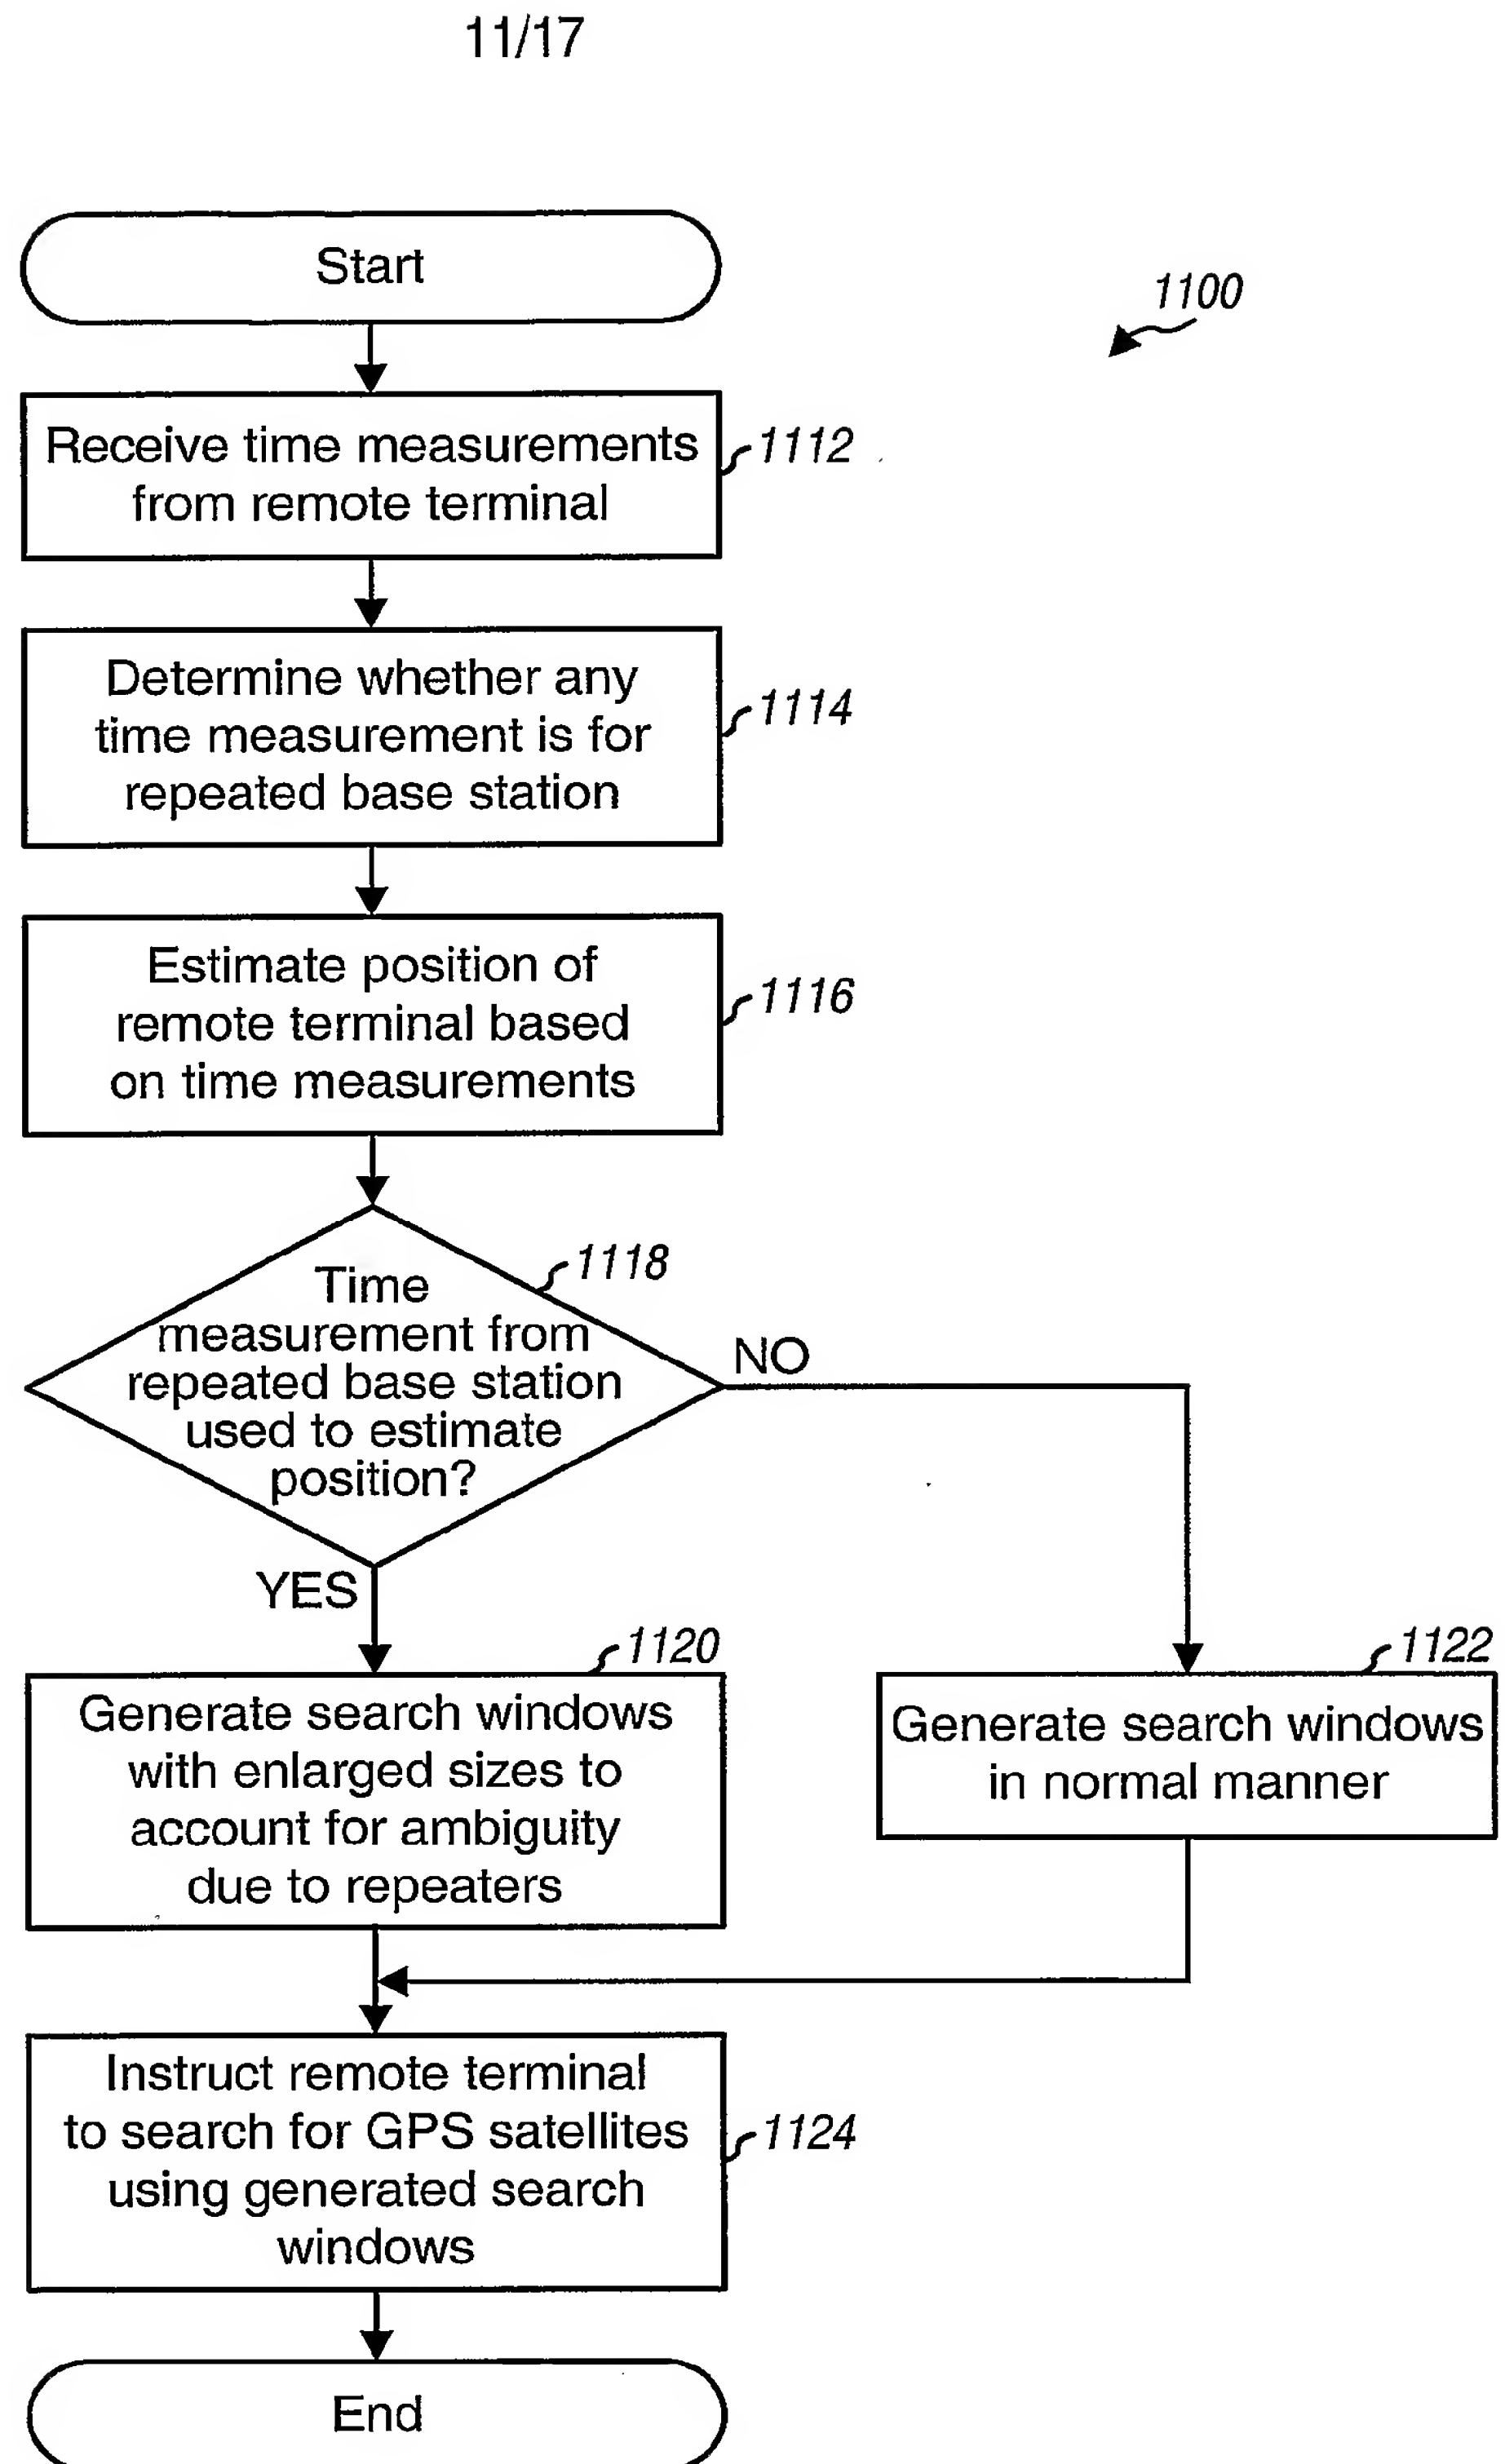 11/17
Start
1100
Receive time measurements
from remote terminal
1112
Determine whether any
time measurement is for
repeated base station
1114
Estimate position of
remote terminal based
on time measurements
1116
1118
Time
measurement from
repeated base station
used to estimate
position?
NO
YES
1120
Generate search windows
with enlarged sizes to
account for ambiguity
due to repeaters
1122
Generate search windows
in normal manner
Instruct remote terminal
to search for GPS satellites
using generated search
windows
1124
End